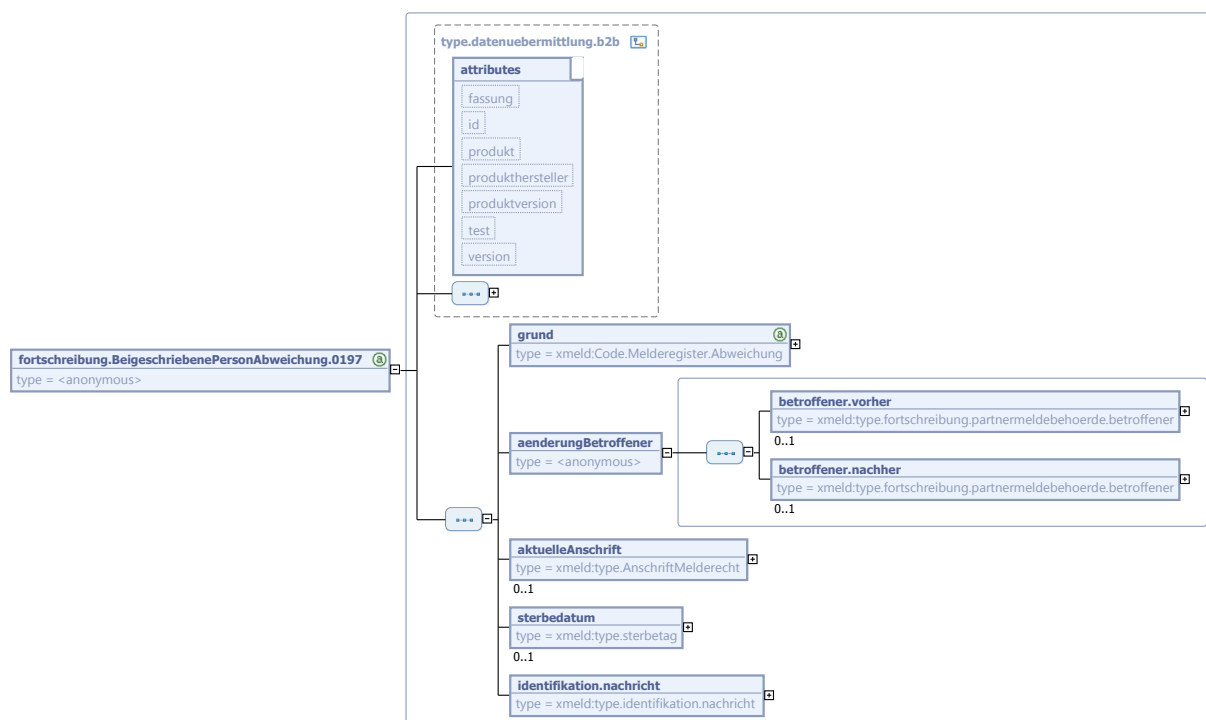 type.datenuebermittlung.b2b
attributes
fassung
id
produkt
produkthersteller
produktversion
test
version
fortschreibung.BeigeschriebenePersonAbweichung.0197 a
type = <anonymous>
grund a
type = xmeld:Code.Melderegister.Abweichung
aenderungBetroffener
type = <anonymous>
betroffener.vorher
type = xmeld:type.fortschreibung.partnermeldebehoerde.betroffener
0..1
betroffener.nachher
type = xmeld:type.fortschreibung.partnermeldebehoerde.betroffener
0..1
aktuelleAnschrift
type = xmeld:type.AnschriftMelderecht
0..1
sterbedatum
type = xmeld:type.sterbetag
0..1
identifikation.nachricht
type = xmeld:type.identifikation.nachricht